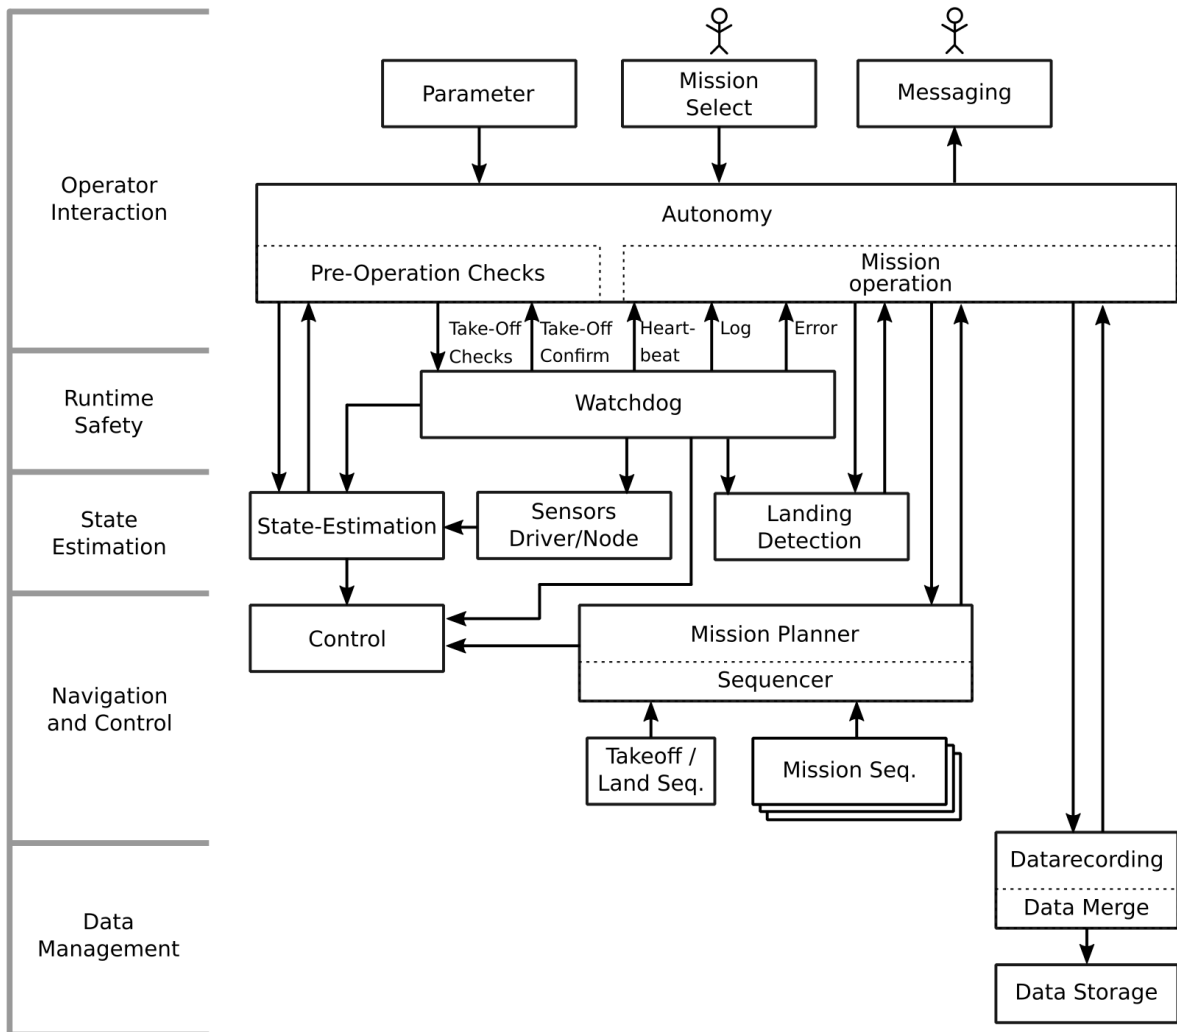 Parameter
Mission
Select
Messaging
Operator
Interaction
Autonomy
Pre-Operation Checks
Mission
operation
Take-Off
Checks
Take-Off
Confirm
Heart-
beat
Log
Error
Runtime
Safety
Watchdog
State
Estimation
State-Estimation
Sensors
Driver/Node
Landing
Detection
Control
Mission Planner
Sequencer
Navigation
and Control
Takeoff /
Land Seq.
Mission Seq.
Datarecording
Data Merge
Data
Management
Data Storage